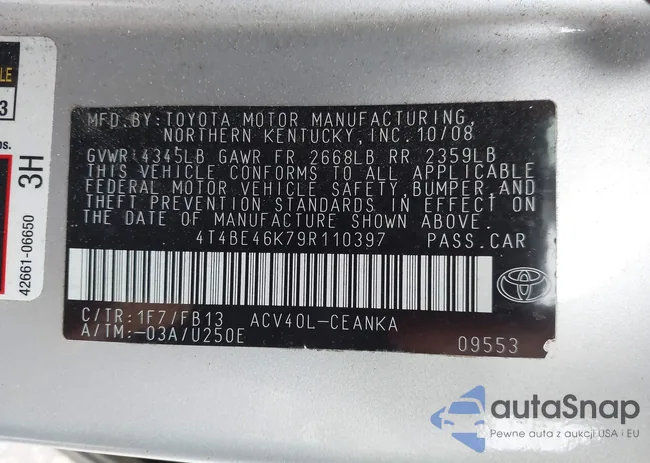 MFD.BY:TOYOTA MOTOR MANUFACTURING,
NORTHERN KENTUCKY,INC. 10/08
GVWR 4345LB GAWR FR 2668LB RR 2359LB
THIS VEHICLE CONFORMS TO ALL APPLICABLE
FEDERAL MOTOR VEHICLE SAFETY,BUMPER,AND
THEFT PREVENTION STANDARDS IN EFFECT ON
THE DATE OF MANUFACTURE SHOWN ABOVE.
4T4BE46K79R110397 PASS.CAR
C/TR:1F7/FB13 ACV40L-CEANKA
A/TM:-03A/U250E
09553
3H
42661-06650
autoSnap
Pewne auta z aukcji USA i EU